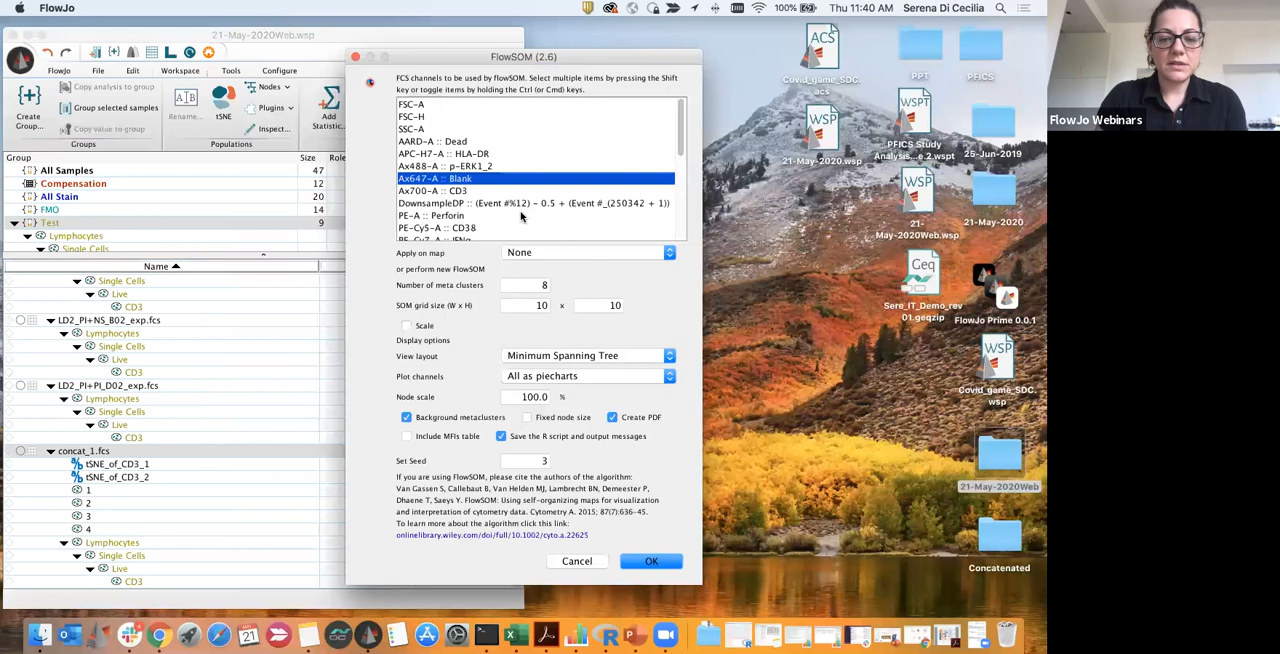 FlowJo
100%
Thu 11:40 AM
Serena Di Cecilia
21-May-2020Web.wsp
FlowJo
File
Edit
Workspace
Tools
Configure
Create Group...
Copy analysis to group
Group selected samples
Copy value to group
Groups
Rename...
tSNE
Nodes
Plugins
Inspect...
Populations
Add Statistic...
Group
Size
Role
{} All Samples 47
Compensation 12
{} All Stain 20
{} FMO 14
{} Test 9
Lymphocytes
Single Cells
Name
Single Cells
Live
CD3
LD2_PI+NS_B02_exp.fcs
Lymphocytes
Single Cells
Live
CD3
LD2_PI+PI_D02_exp.fcs
Lymphocytes
Single Cells
Live
CD3
concat_1.fcs
tSNE_of_CD3_1
tSNE_of_CD3_2
1
2
3
4
Lymphocytes
Single Cells
Live
CD3
FlowSOM (2.6)
FCS channels to be used by flowSOM. Select multiple items by pressing the Shift
key or toggle items by holding the Ctrl (or Cmd) keys.
FSC-A
FSC-H
SSC-A
AARD-A :: Dead
APC-H7-A :: HLA-DR
Ax488-A :: p-ERK1_2
Ax647-A :: Blank
Ax700-A :: CD3
DownsampleDP :: (Event #%12) - 0.5 + (Event #_(250342 + 1))
PE-A :: Perforin
PE-Cy5-A :: CD38
PE-Cy7-A :: IFNg
Apply on map None
or perform new FlowSOM
Number of meta clusters 8
SOM grid size (W x H) 10 x 10
Scale
Display options
View layout Minimum Spanning Tree
Plot channels All as piecharts
Node scale 100.0 %
Background metaclusters Fixed node size Create PDF
Include MFIs table Save the R script and output messages
Set Seed 3
If you are using FlowSOM, please cite the authors of the algorithm:
Van Gassen S, Callebaut B, Van Helden MJ, Lambrecht BN, Demeester P,
Dhaene T, Saeys Y. FlowSOM: Using self-organizing maps for visualization
and interpretation of cytometry data. Cytometry A. 2015; 87(7):636-45.
To learn more about the algorithm click this link:
onlinelibrary.wiley.com/doi/full/10.1002/cyto.a.22625
Cancel
OK
ACS
Covid_game_SDC.
acs
PPT
PFICS
WSP
21-May-2020.wsp
WSPT
PFICS Study
Analysis...e.2.wspt
25-Jun-2019
WSP
21-
May-2020Web.wsp
21-May-2020
Geq
Sere_IT_Demo_rev
01.geqzip
FlowJo Prime 0.0.1
WSP
Covid_game_SDC.
wsp
21-May-2020Web
Concatenated
FlowJo Webinars